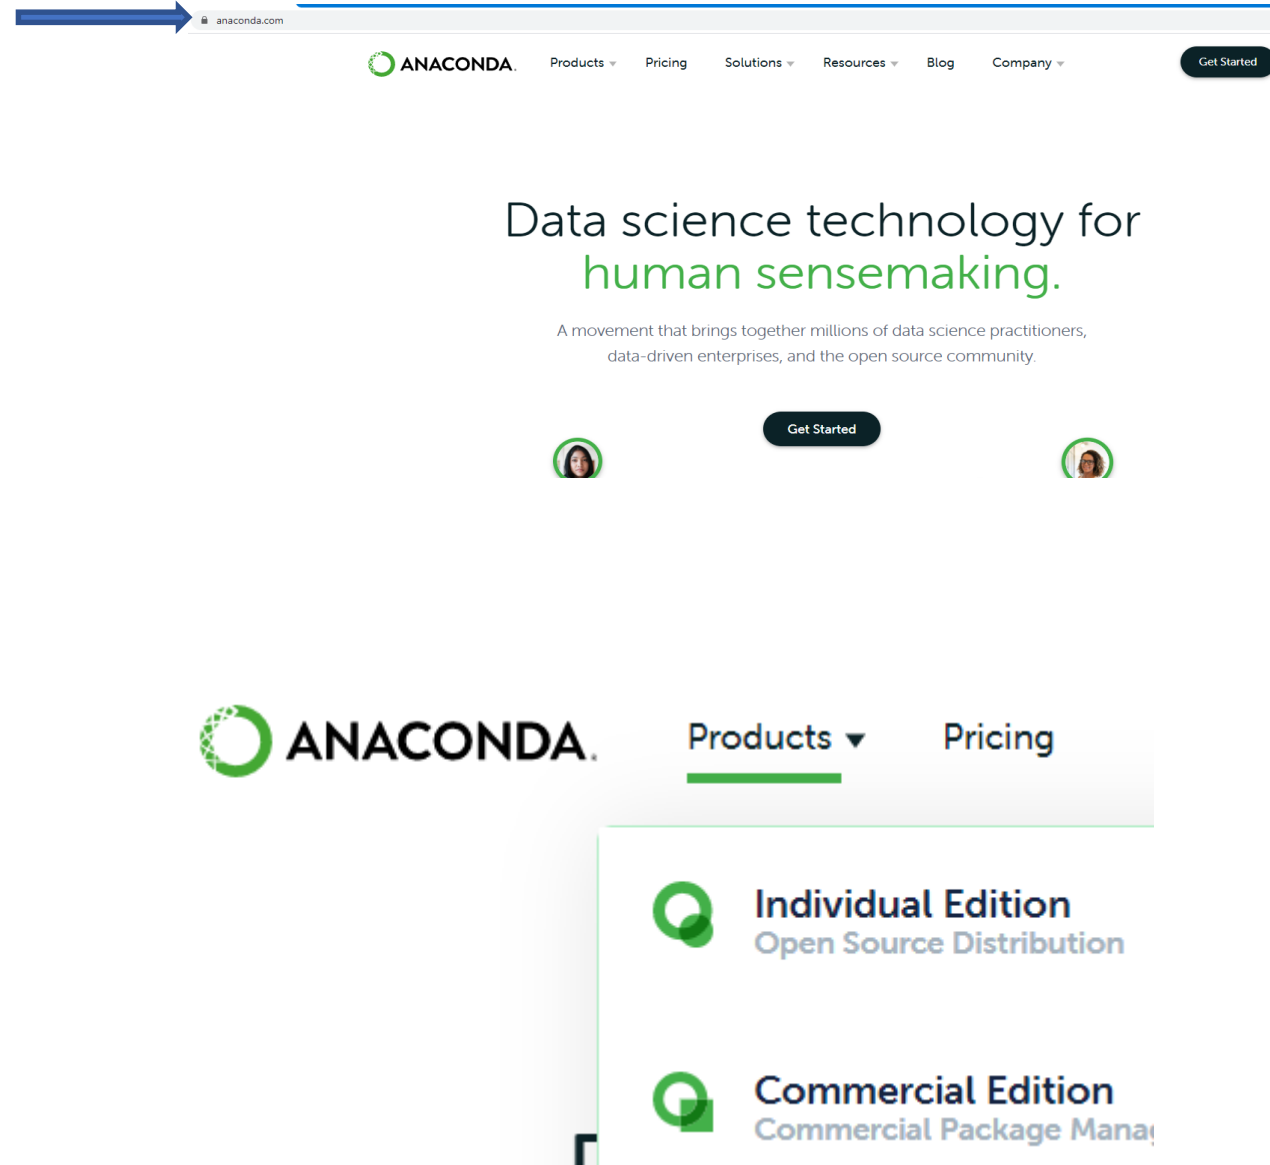 anaconda.com
ANACONDA. Products Pricing Solutions Resources Blog Company Get Started
Data science technology for
human sensemaking.
A movement that brings together millions of data science practitioners,
data-driven enterprises, and the open source community.
Get Started
ANACONDA. Products Pricing
Individual Edition
Open Source Distribution
Commercial Edition
Commercial Package